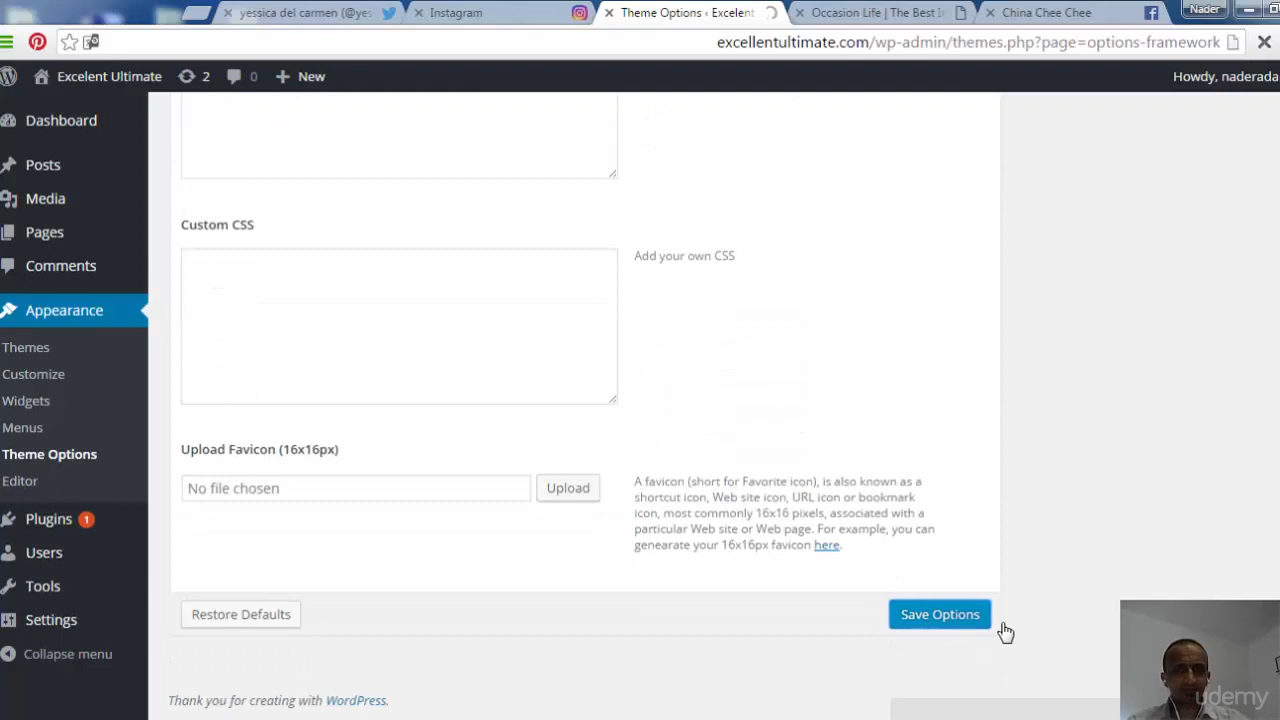 yessica del carmen (@yes
Instagram
Theme Options ‹ Excelent
Occasion Life | The Best In
China Chee Chee
Nader
excellentultimate.com/wp-admin/themes.php?page=options-framework
Excelent Ultimate
2
0
New
Howdy, naderada
Dashboard
Posts
Media
Pages
Comments
Appearance
Themes
Customize
Widgets
Menus
Theme Options
Editor
Plugins 1
Users
Tools
Settings
Collapse menu
Custom CSS
Add your own CSS
Upload Favicon (16x16px)
No file chosen
Upload
A favicon (short for Favorite icon), is also known as a
shortcut icon, Web site icon, URL icon or bookmark
icon, most commonly 16x16 pixels, associated with a
particular Web site or Web page. For example, you can
genearate your 16x16px favicon here.
Restore Defaults
Save Options
Thank you for creating with WordPress.
udemy